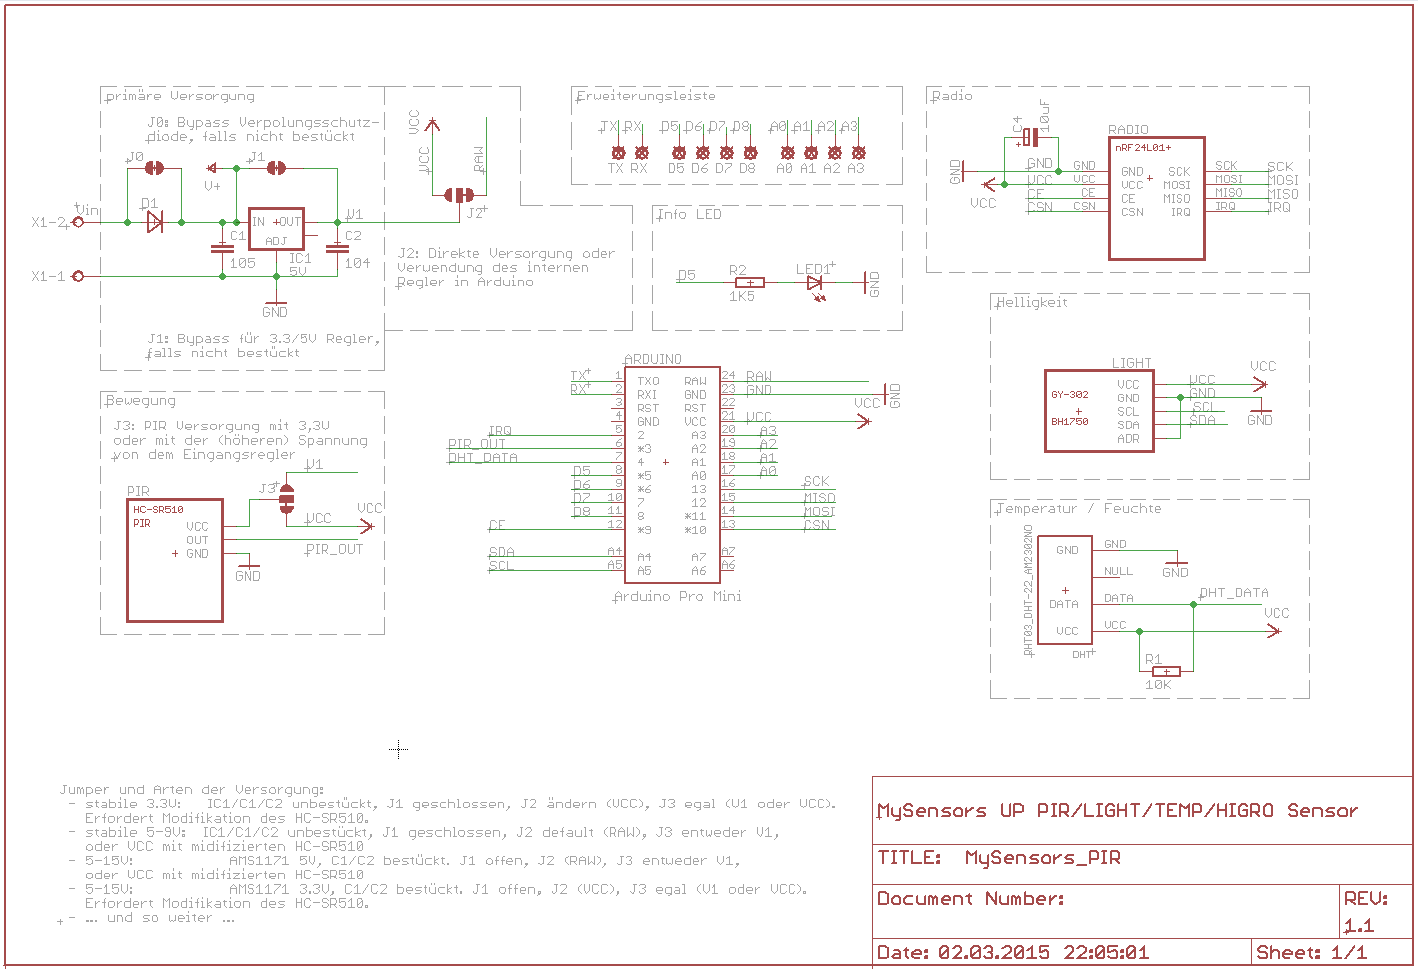 primäre Versorgung
J0: Bypass Verpolungsschutz-
diode, falls nicht bestückt
J0
J1
V+
Vin
D1
X1-2
X1-1
IN
OUT
ADJ
IC1
5V
C1
105
V1
C2
104
GND
J1: Bypass für 3.3/5V Regler,
falls nicht bestückt
VCC
VCC
RAW
J2
J2: Direkte Versorgung oder
Verwendung des internen
Regler in Arduino
Erweiterungsleiste
TX RX D5 D6 D7 D8 A0 A1 A2 A3
TX RX D5 D6 D7 D8 A0 A1 A2 A3
Info LED
D5
R2
1K5
LED1
GND
Radio
C4
10uF
RADIO
nRF24L01+
GND
VCC
GND
VCC
CE
CSN
GND
VCC
CE
CSN
GND
VCC
CE
CSN
SCK
MOSI
MISO
IRQ
SCK
MOSI
MISO
IRQ
SCK
MOSI
MISO
IRQ
Helligkeit
LIGHT
GY-302
BH1750
VCC
GND
SCL
SDA
ADR
VCC
GND
SCL
SDA
VCC
GND
Bewegung
J3: PIR Versorgung mit 3,3V
oder mit der (höheren) Spannung
von dem Eingangsregler
V1
J3
PIR
HC-SR510
PIR
VCC
OUT
GND
VCC
VCC
PIR_OUT
GND
ARDUINO
TX 1 TXO RAW 24 RAW
RX 2 RXI GND 23 GND
3 RST RST 22
4 GND VCC 21 VCC
IRQ 5 2 A3 20 A3
PIR_OUT 6 *3 A2 19 A2
DHT_DATA 7 4 A1 18 A1
D5 8 *5 A0 17 A0
D6 9 *6 13 16 SCK
D7 10 7 12 15 MISO
D8 11 8 *11 14 MOSI
CE 12 *9 *10 13 CSN
SDA A4 A4 A7 A7
SCL A5 A5 A6 A6
GND
VCC
Arduino Pro Mini
Temperatur / Feuchte
RHT03_DHT-22_AM2302NO
GND
DATA
VCC
GND
NULL
DATA
VCC
DHT
GND
DHT_DATA
VCC
R1
10K
Jumper und Arten der Versorgung:
- stabile 3.3V: IC1/C1/C2 unbestückt, J1 geschlossen, J2 ändern (VCC), J3 egal (V1 oder VCC).
Erfordert Modifikation des HC-SR510.
- stabile 5-9V: IC1/C1/C2 unbestückt, J1 geschlossen, J2 default (RAW), J3 entweder V1,
oder VCC mit midifizierten HC-SR510
- 5-15V: AMS1171 5V, C1/C2 bestückt. J1 offen, J2 (RAW), J3 entweder V1,
oder VCC mit midifizierten HC-SR510
- 5-15V: AMS1171 3.3V, C1/C2 bestückt. J1 offen, J2 (VCC), J3 egal (V1 oder VCC).
Erfordert Modifikation des HC-SR510.
- ... und so weiter ...
MySensors UP PIR/LIGHT/TEMP/HIGRO Sensor
TITLE: MySensors_PIR
Document Number:
REV:
1.1
Date: 02.03.2015 22:05:01
Sheet: 1/1